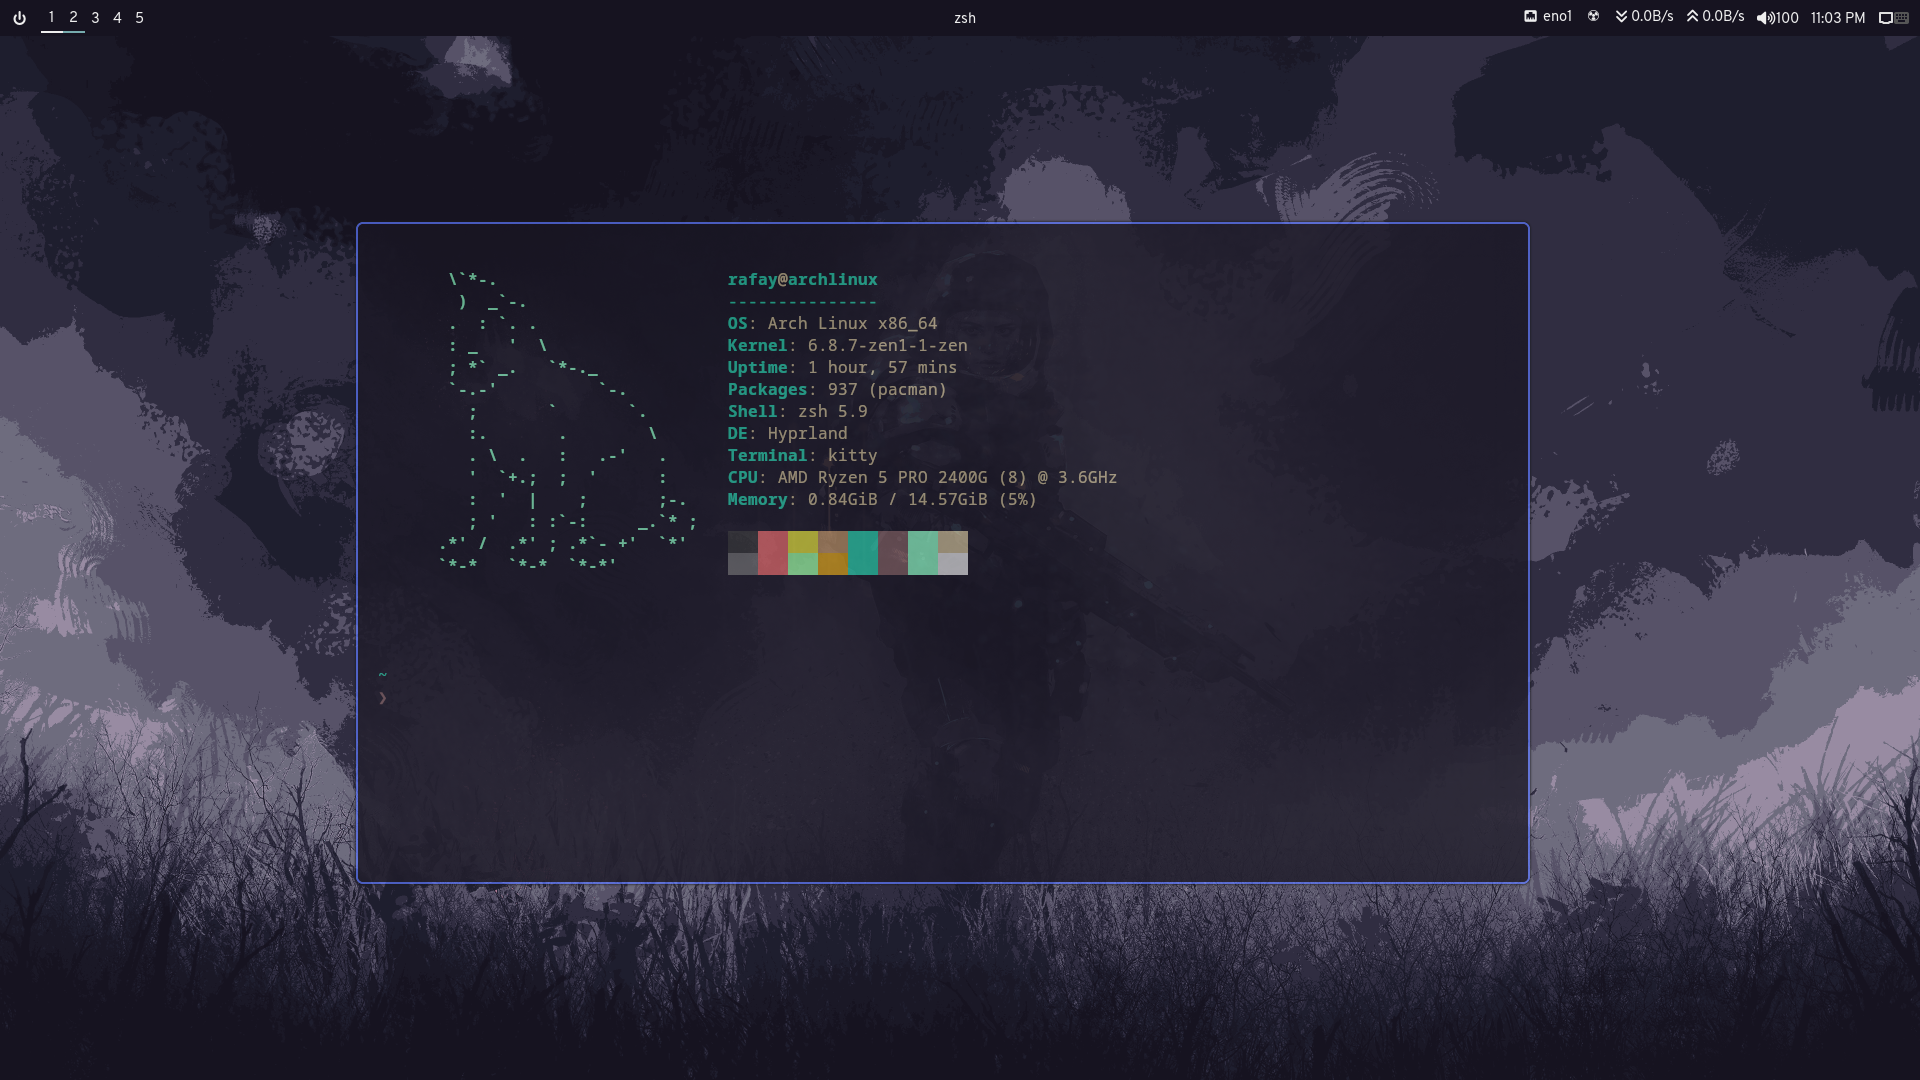 1 2 3 4 5
zsh
eno1 0.0B/s 0.0B/s 100 11:03 PM
rafay@archlinux
---------------
OS: Arch Linux x86_64
Kernel: 6.8.7-zen1-1-zen
Uptime: 1 hour, 57 mins
Packages: 937 (pacman)
Shell: zsh 5.9
DE: Hyprland
Terminal: kitty
CPU: AMD Ryzen 5 PRO 2400G (8) @ 3.6GHz
Memory: 0.84GiB / 14.57GiB (5%)
~
❯